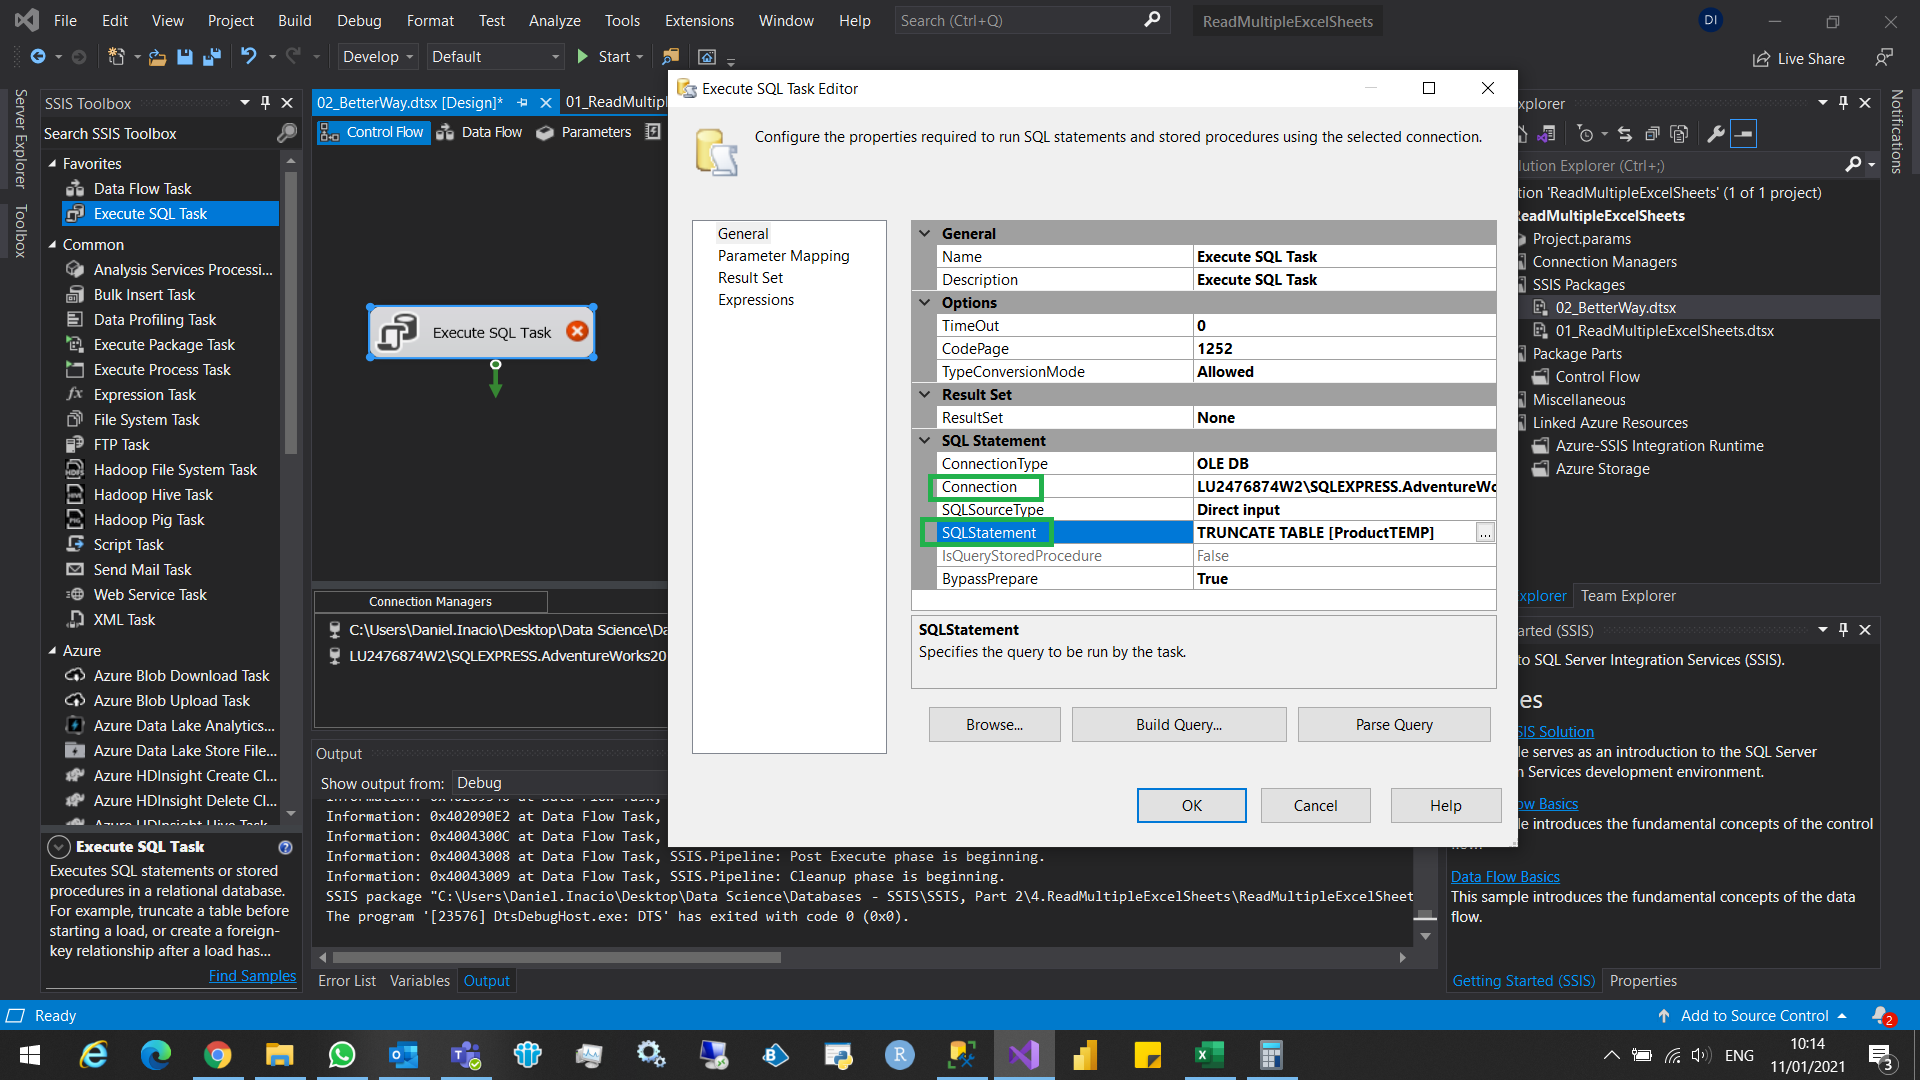 File Edit View Project Build Debug Format Test Analyze Tools Extensions Window Help Search (Ctrl+Q) ReadMultipleExcelSheets DI
Develop Default Start Live Share
Server Explorer
Toolbox
SSIS Toolbox
Search SSIS Toolbox
Favorites
Data Flow Task
Execute SQL Task
Common
Analysis Services Processi...
Bulk Insert Task
Data Profiling Task
Execute Package Task
Execute Process Task
Expression Task
File System Task
FTP Task
Hadoop File System Task
Hadoop Hive Task
Hadoop Pig Task
Script Task
Send Mail Task
Web Service Task
XML Task
Azure
Azure Blob Download Task
Azure Blob Upload Task
Azure Data Lake Analytics...
Azure Data Lake Store File...
Azure HDInsight Create Cl...
Azure HDInsight Delete Cl...
Azure HDInsight Hive Task
Execute SQL Task
Executes SQL statements or stored
procedures in a relational database.
For example, truncate a table before
starting a load, or create a foreign-
key relationship after a load has...
Find Samples
02_BetterWay.dtsx [Design]* 01_ReadMultipl
Control Flow Data Flow Parameters
Execute SQL Task
Connection Managers
C:\Users\Daniel.Inacio\Desktop\Data Science\Da
LU2476874W2\SQLEXPRESS.AdventureWorks20
Output
Show output from: Debug
Information: 0x402090E2 at Data Flow Task,
Information: 0x4004300C at Data Flow Task,
Information: 0x40043008 at Data Flow Task, SSIS.Pipeline: Post Execute phase is beginning.
Information: 0x40043009 at Data Flow Task, SSIS.Pipeline: Cleanup phase is beginning.
SSIS package "C:\Users\Daniel.Inacio\Desktop\Data Science\Databases - SSIS\SSIS, Part 2\4.ReadMultipleExcelSheets\ReadMultipleExcelSheet
The program '[23576] DtsDebugHost.exe: DTS' has exited with code 0 (0x0).
Error List Variables Output
Execute SQL Task Editor
Configure the properties required to run SQL statements and stored procedures using the selected connection.
General
Parameter Mapping
Result Set
Expressions
General
Name Execute SQL Task
Description Execute SQL Task
Options
TimeOut 0
CodePage 1252
TypeConversionMode Allowed
Result Set
ResultSet None
SQL Statement
ConnectionType OLE DB
Connection LU2476874W2\SQLEXPRESS.AdventureWo
SQLSourceType Direct input
SQLStatement TRUNCATE TABLE [ProductTEMP] ...
IsQueryStoredProcedure False
BypassPrepare True
SQLStatement
Specifies the query to be run by the task.
Browse... Build Query... Parse Query
OK Cancel Help
xplorer
lution Explorer (Ctrl+;)
tion 'ReadMultipleExcelSheets' (1 of 1 project)
ReadMultipleExcelSheets
Project.params
Connection Managers
SSIS Packages
02_BetterWay.dtsx
01_ReadMultipleExcelSheets.dtsx
Package Parts
Control Flow
Miscellaneous
Linked Azure Resources
Azure-SSIS Integration Runtime
Azure Storage
xplorer Team Explorer
arted (SSIS)
to SQL Server Integration Services (SSIS).
es
SIS Solution
le serves as an introduction to the SQL Server
n Services development environment.
ow Basics
le introduces the fundamental concepts of the control
Data Flow Basics
This sample introduces the fundamental concepts of the data
flow.
Getting Started (SSIS) Properties
Notifications
Ready Add to Source Control 2
ENG 10:14
11/01/2021 3